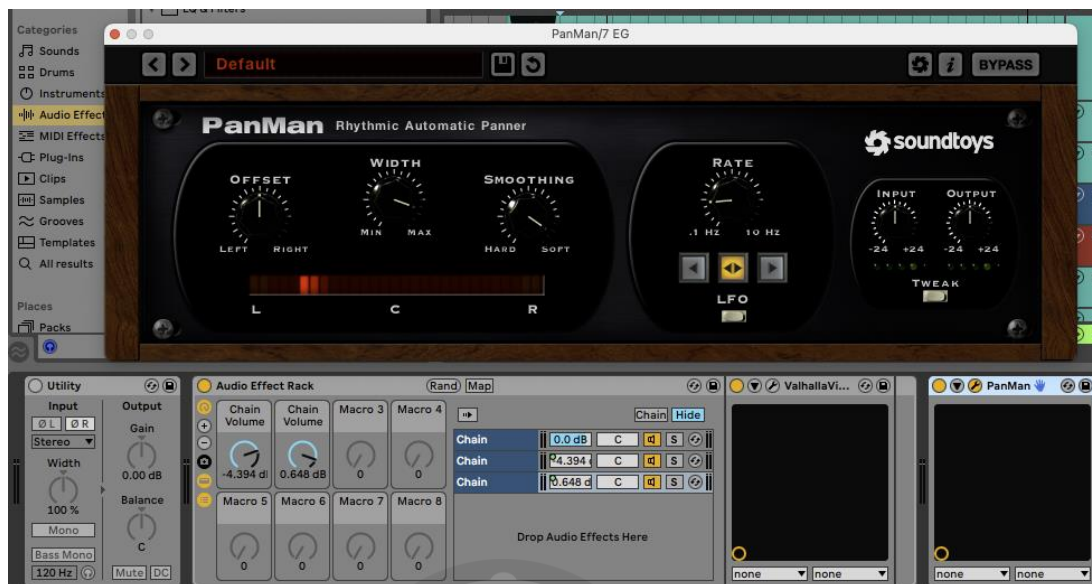 EQ & Filters
Categories
Sounds
Drums
Instruments
Audio Effect
MIDI Effects
Plug-Ins
Clips
Samples
Grooves
Templates
All results
Places
Packs
PanMan/7 EG
Default
i
BYPASS
PanMan Rhythmic Automatic Panner
soundtoys
OFFSET
LEFT RIGHT
WIDTH
MIN MAX
SMOOTHING
HARD SOFT
L C R
RATE
.1 Hz 10 Hz
LFO
INPUT OUTPUT
-24 +24 -24 +24
TWEAK
Utility
Input
Ø L Ø R
Stereo
Width
100 %
Mono
Bass Mono
120 Hz
Output
Gain
0.00 dB
Balance
C
Mute DC
Audio Effect Rack
Rand Map
Chain Volume
-4.394 d
Chain Volume
0.648 dB
Macro 3
0
Macro 4
0
Macro 5
0
Macro 6
0
Macro 7
0
Macro 8
0
Chain Hide
Chain 0.0 dB C S
Chain -4.394 C S
Chain 0.648 d C S
Drop Audio Effects Here
ValhallaVi...
none none
PanMan
none none